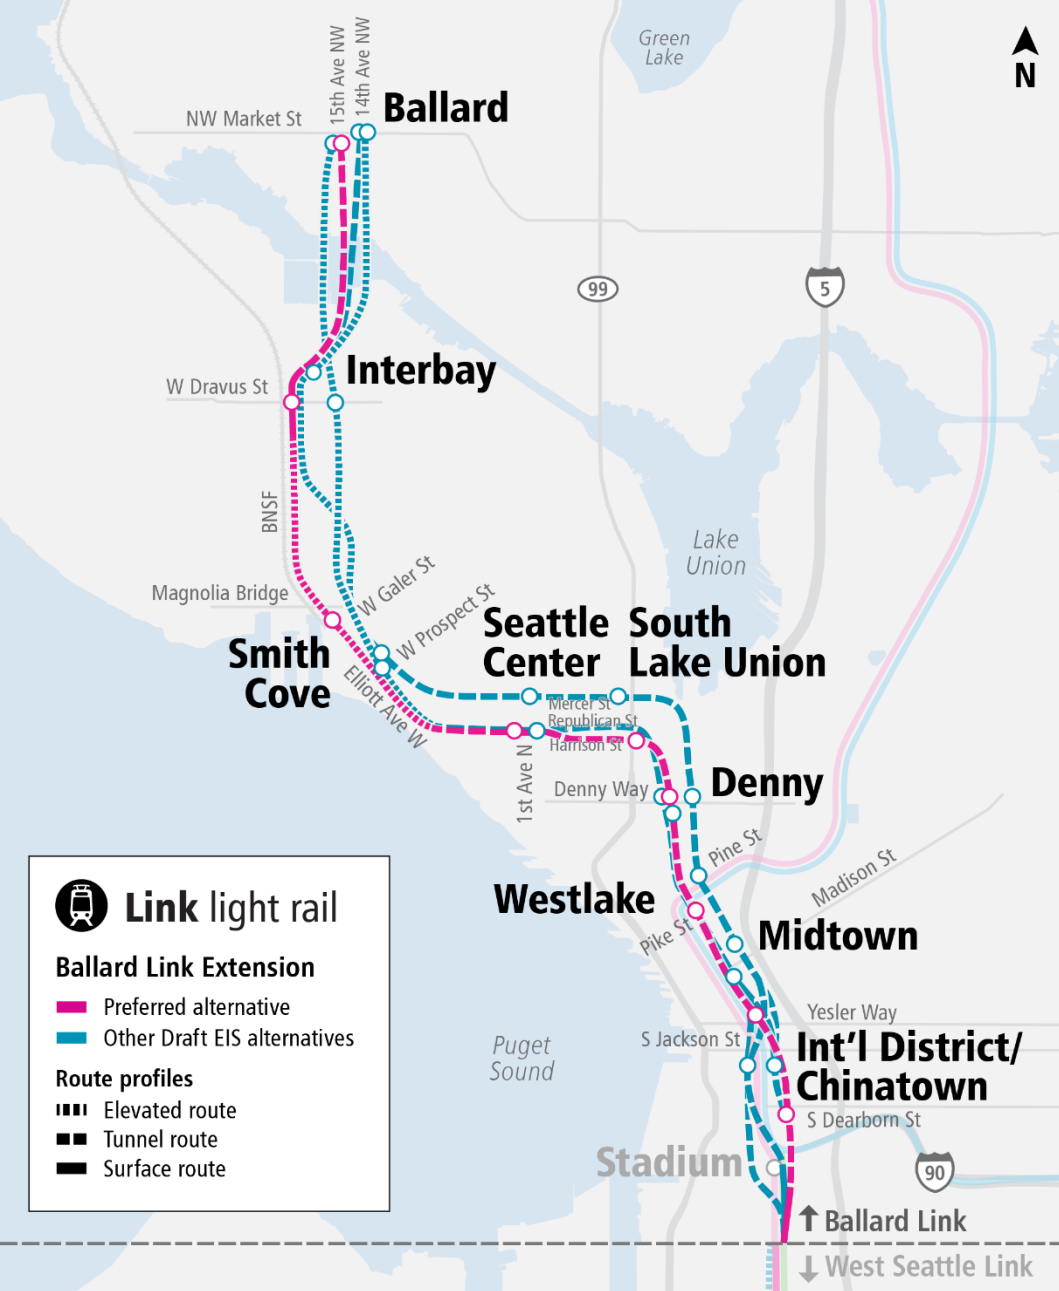 15th Ave NW
14th Ave NW
Green
Lake
N
NW Market St
Ballard
99
5
Interbay
W Dravus St
BNSF
Lake
Union
Magnolia Bridge
W Galer St
W Prospect St
Seattle
Center
South
Lake Union
Smith
Cove
Elliott Ave W
Mercer St
Republican St
Harrison St
1st Ave N
Denny Way
Denny
Pine St
Madison St
Westlake
Pike St
Midtown
Yesler Way
S Jackson St
Int'l District/
Chinatown
S Dearborn St
Puget
Sound
Stadium
90
Ballard Link
West Seattle Link
Link light rail
Ballard Link Extension
Preferred alternative
Other Draft EIS alternatives
Route profiles
Elevated route
Tunnel route
Surface route